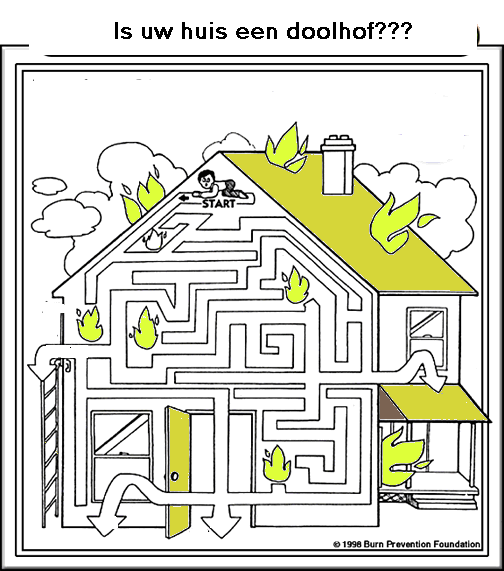 Is uw huis een doolhof???
START
© 1998 Burn Prevention Foundation